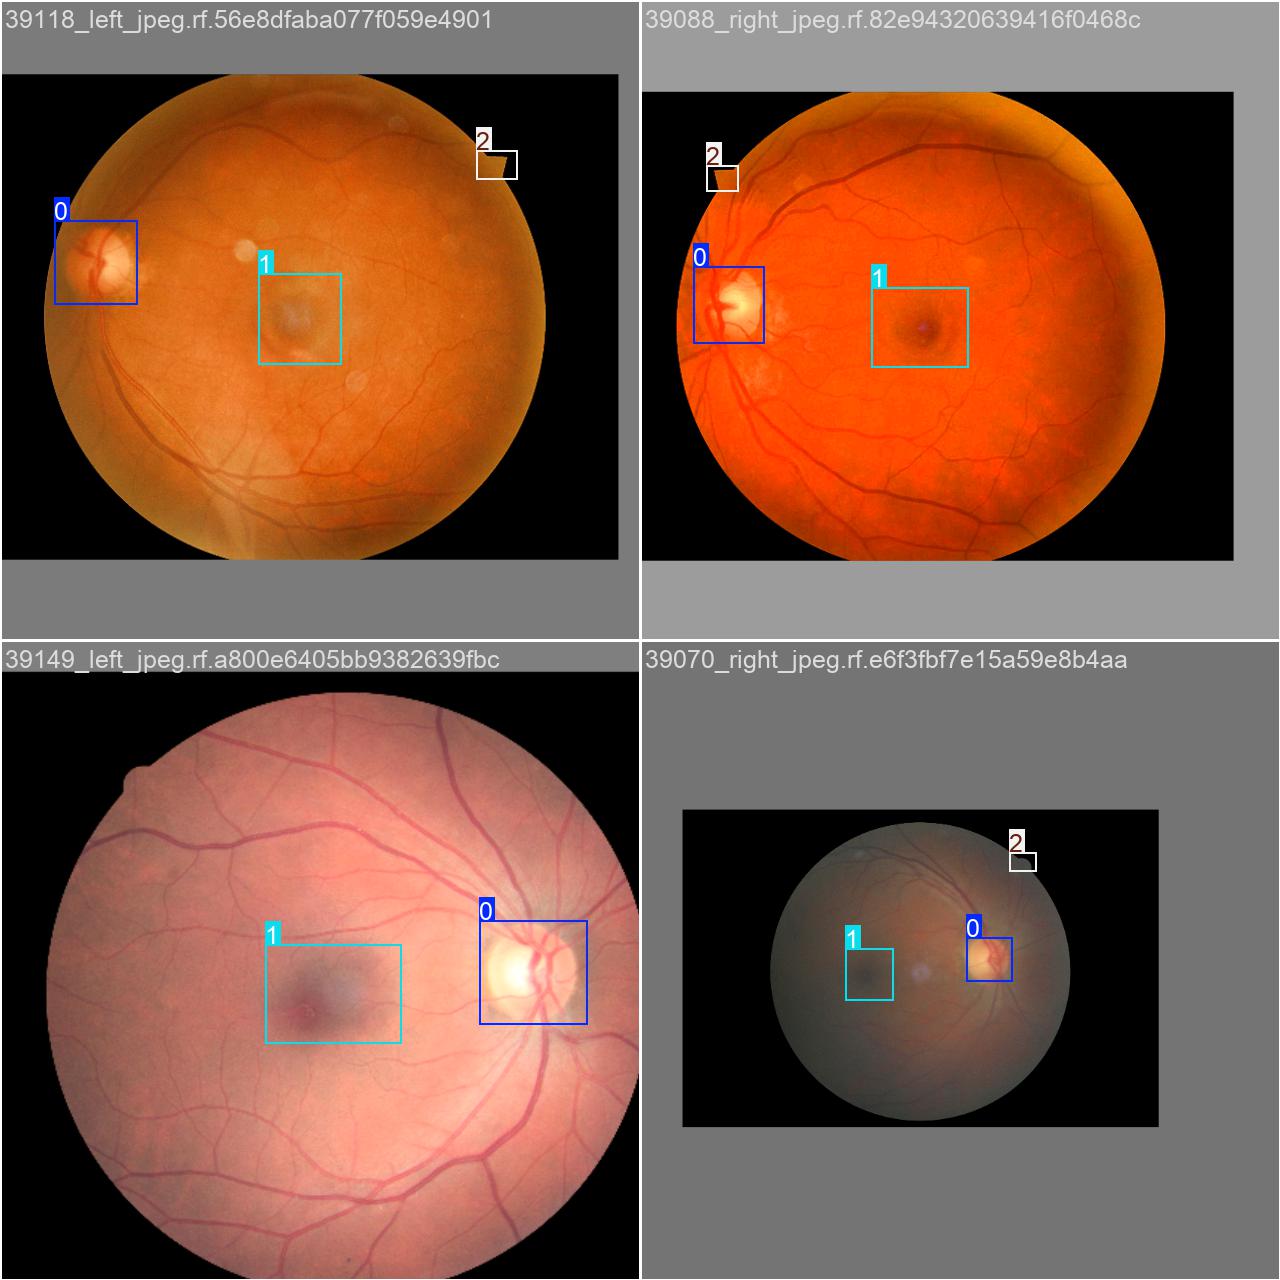 39118_left_jpeg.rf.56e8dfaba077f059e4901
39088_right_jpeg.rf.82e94320639416f0468c
2
0
1
2
0
1
39149_left_jpeg.rf.a800e6405bb9382639fbc
39070_right_jpeg.rf.e6f3fbf7e15a59e8b4aa
1
0
2
1
0